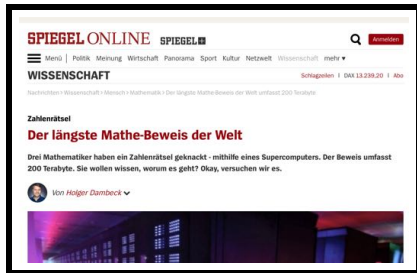 SPIEGEL ONLINE SPIEGEL+ Anmelden
Menü | Politik Meinung Wirtschaft Panorama Sport Kultur Netzwelt Wissenschaft mehr ▾
WISSENSCHAFT Schlagzeilen | DAX 13.239,20 | Abo
Nachrichten > Wissenschaft > Mensch > Mathematik > Der längste Mathe-Beweis der Welt umfasst 200 Terabyte
Zahlenrätsel
Der längste Mathe-Beweis der Welt
Drei Mathematiker haben ein Zahlenrätsel geknackt - mithilfe eines Supercomputers. Der Beweis umfasst
200 Terabyte. Sie wollen wissen, worum es geht? Okay, versuchen wir es.
Von Holger Dambeck